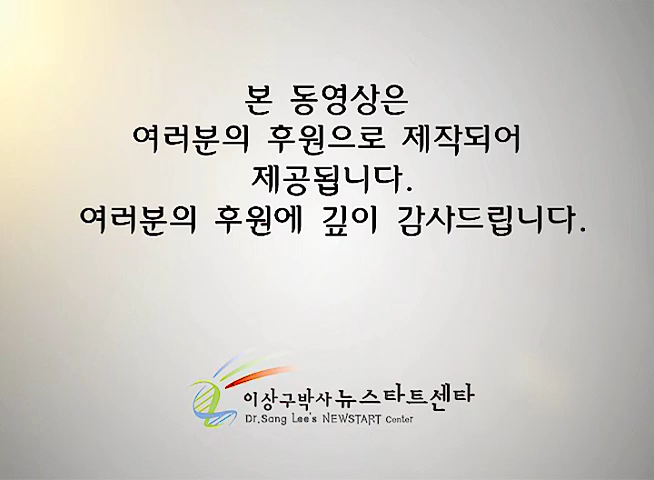 본 동영상은
여러분의 후원으로 제작되어
제공됩니다.
여러분의 후원에 깊이 감사드립니다.
이상구박사 뉴스타트센타
Dr.Sang Lee's NEWSTART Center